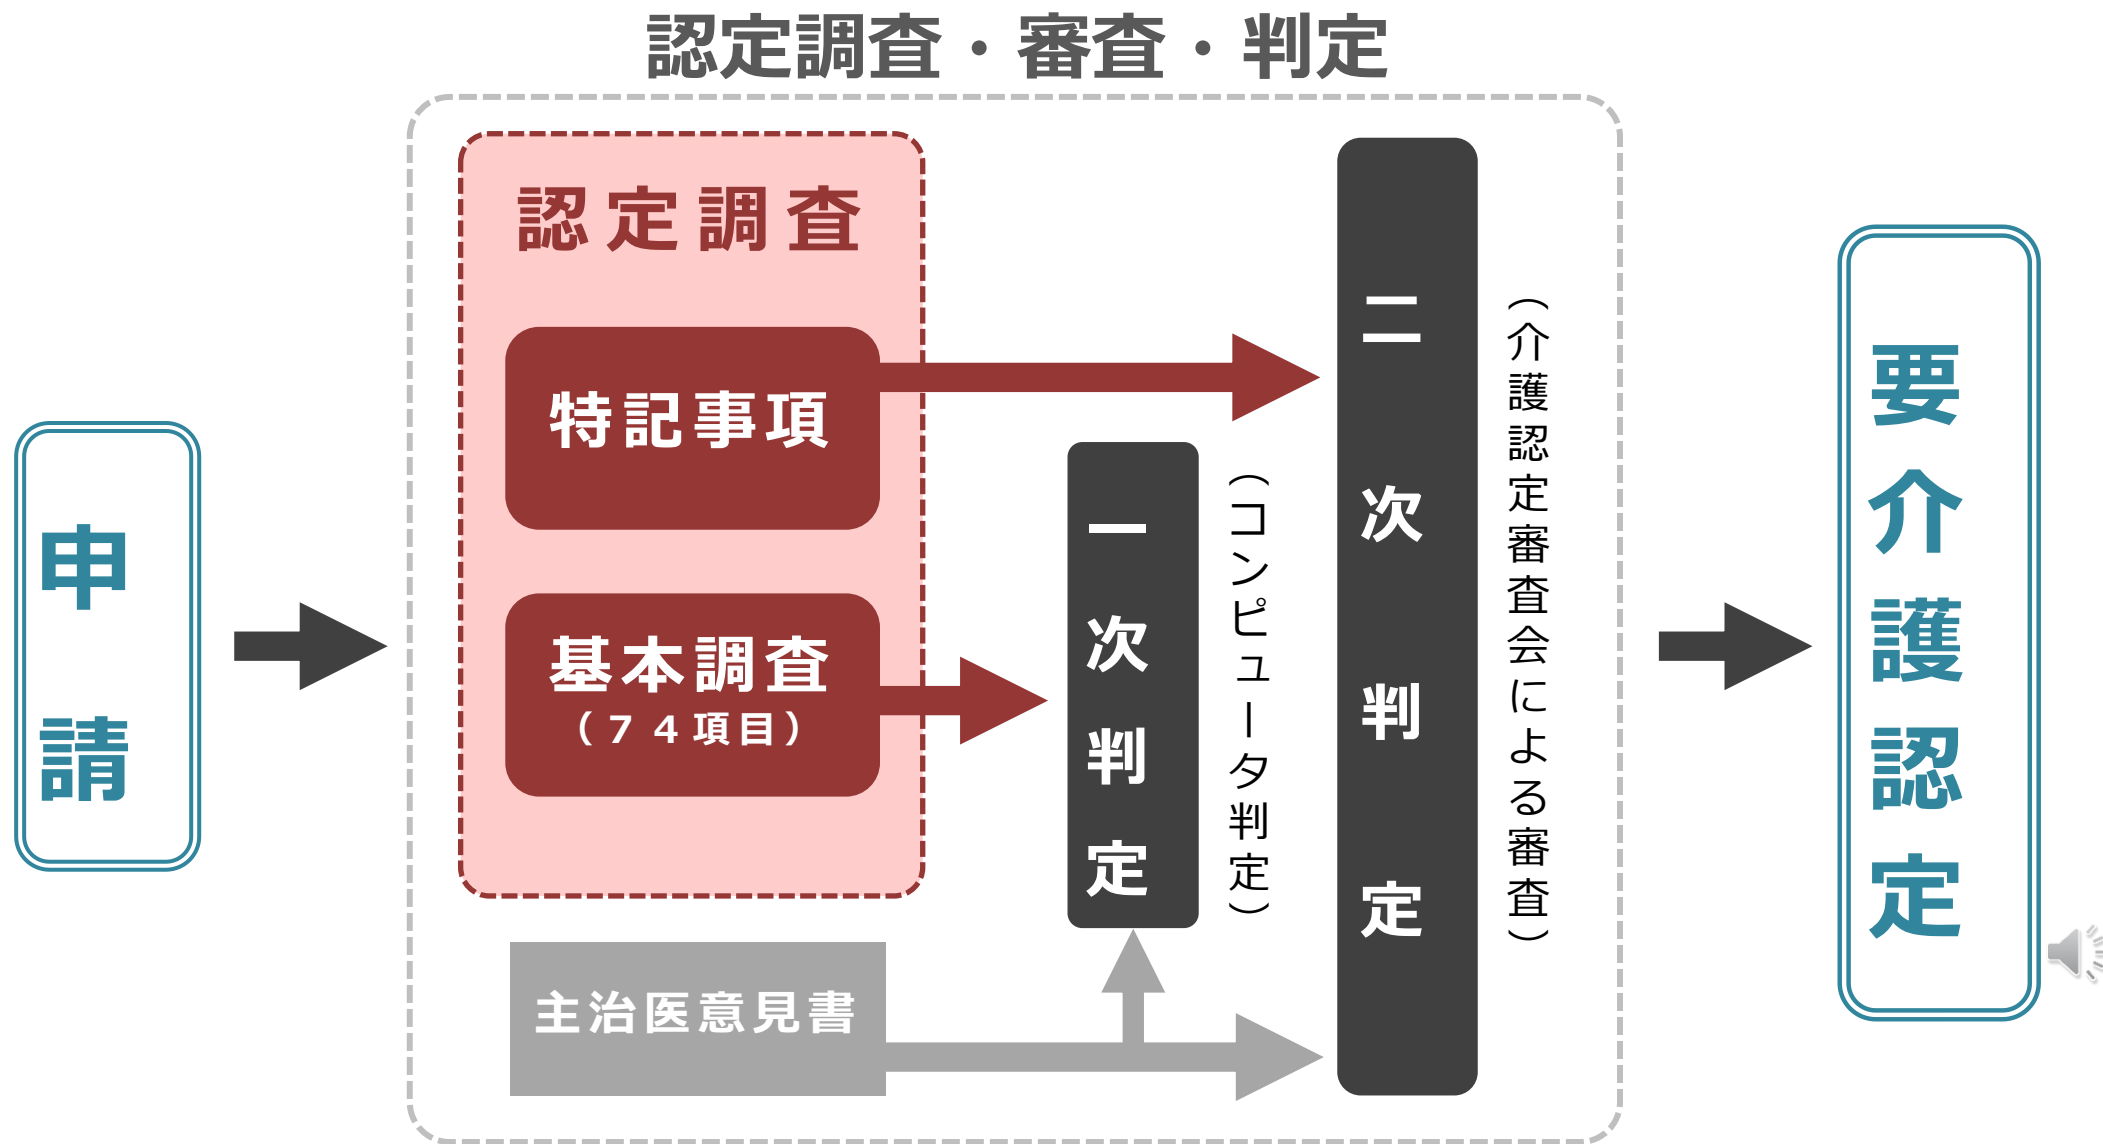 認定調査・審査・判定
申請
認定調査
特記事項
基本調査
（７４項目）
主治医意見書
一次判定
（コンピュータ判定）
二次判定
（介護認定審査会による審査）
要介護認定